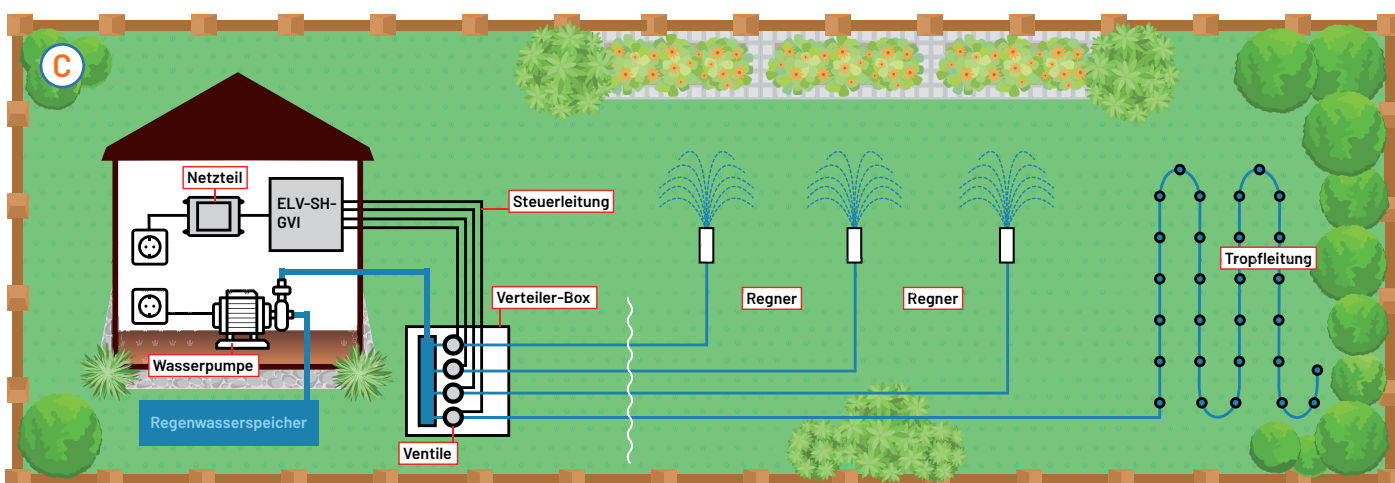 C
Netzteil
ELV-SH-
GVI
Steuerleitung
Tropfleitung
Verteiler-Box
Regner
Regner
Wasserpumpe
Regenwasserspeicher
Ventile